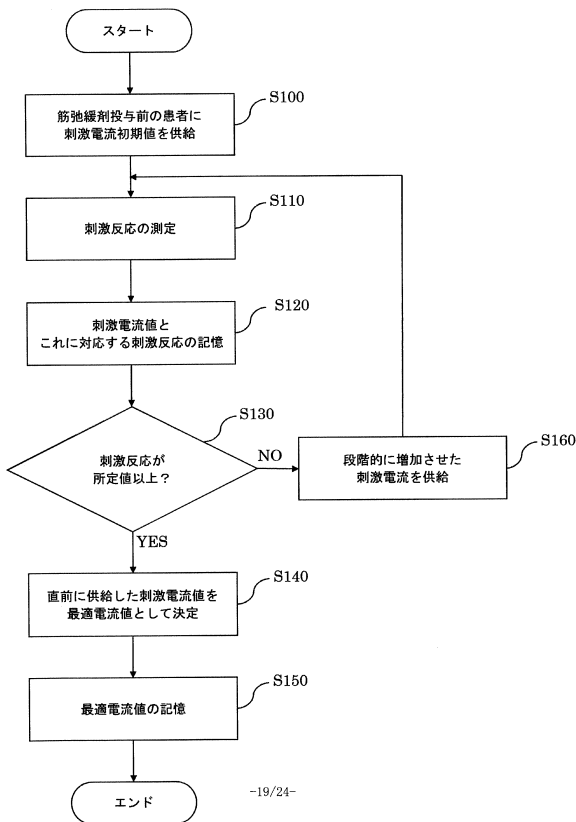 スタート
S100
筋弛緩剤投与前の患者に
刺激電流初期値を供給
S110
刺激反応の測定
S120
刺激電流値と
これに対応する刺激反応の記憶
S130
刺激反応が
所定値以上?
NO
S160
段階的に増加させた
刺激電流を供給
YES
S140
直前に供給した刺激電流値を
最適電流値として決定
S150
最適電流値の記憶
エンド
-19/24-